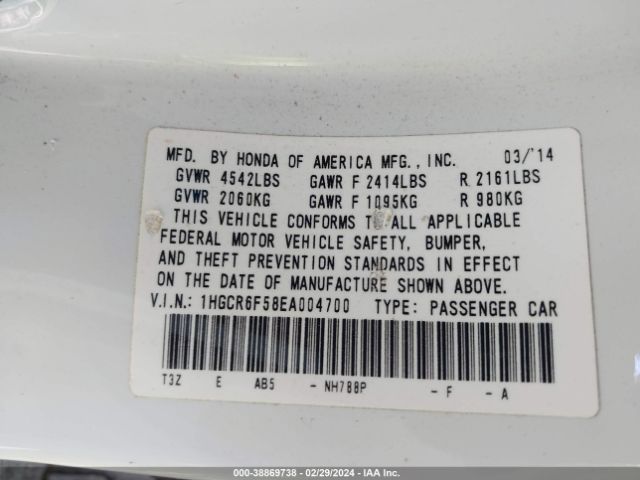 MFD. BY HONDA OF AMERICA MFG., INC. 03/'14
GVWR 4542LBS GAWR F 2414LBS R 2161LBS
GVWR 2060KG GAWR F 1095KG R 980KG
THIS VEHICLE CONFORMS TO ALL APPLICABLE
FEDERAL MOTOR VEHICLE SAFETY, BUMPER,
AND THEFT PREVENTION STANDARDS IN EFFECT
ON THE DATE OF MANUFACTURE SHOWN ABOVE.
V.I.N.: 1HGCR6F58EA004700 TYPE: PASSENGER CAR
T3Z E AB5 - NH788P - F - A
000-38869738 - 02/29/2024 - IAA Inc.